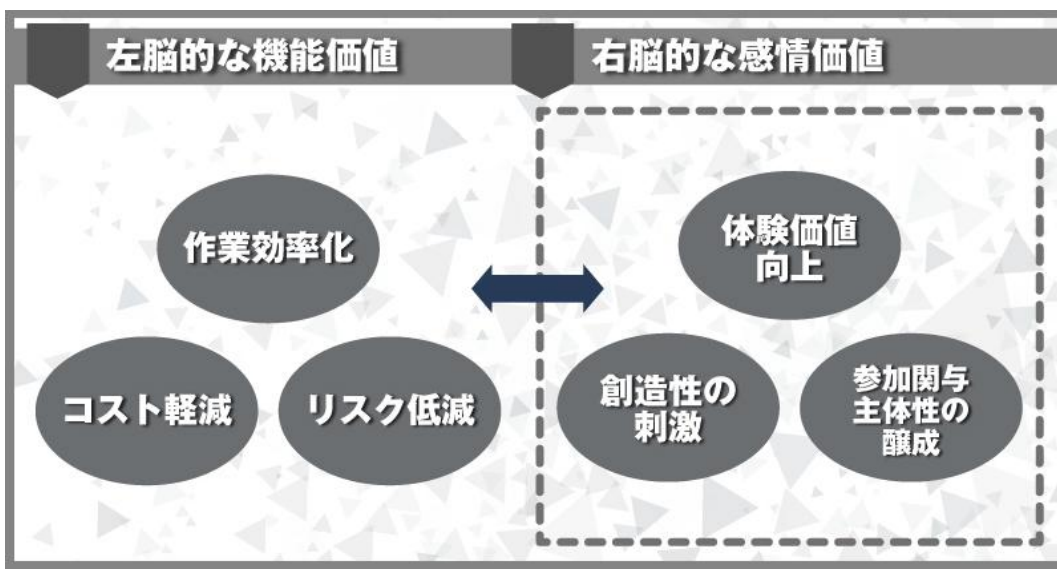 左脳的な機能価値
右脳的な感情価値
作業効率化
コスト軽減
リスク低減
体験価値
向上
創造性の
刺激
参加関与
主体性の
醸成